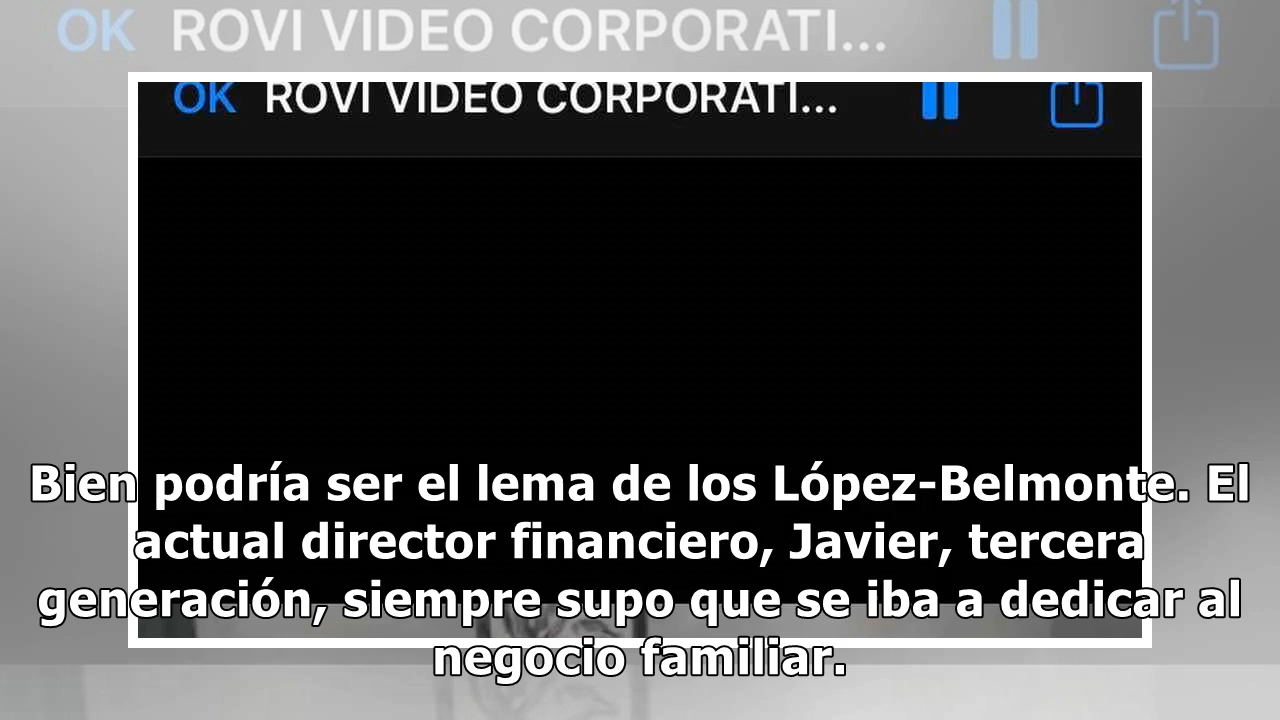 OK ROVI VIDEO CORPORATI...
OK ROVI VIDEO CORPORATI...
Bien podría ser el lema de los López-Belmonte. El
actual director financiero, Javier, tercera
generación, siempre supo que se iba a dedicar al
negocio familiar.